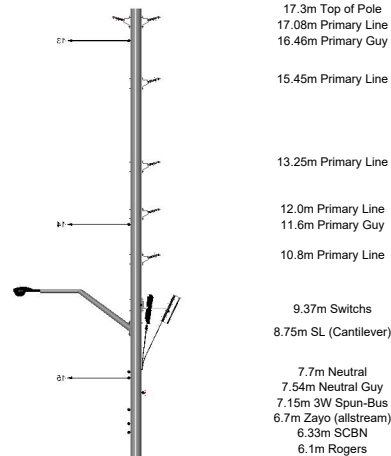 17.3m Top of Pole
17.08m Primary Line
16.46m Primary Guy
13
15.45m Primary Line
13.25m Primary Line
12.0m Primary Line
11.6m Primary Guy
14
10.8m Primary Line
9.37m Switchs
8.75m SL (Cantilever)
7.7m Neutral
7.54m Neutral Guy
15
7.15m 3W Spun-Bus
6.7m Zayo (allstream)
6.33m SCBN
6.1m Rogers